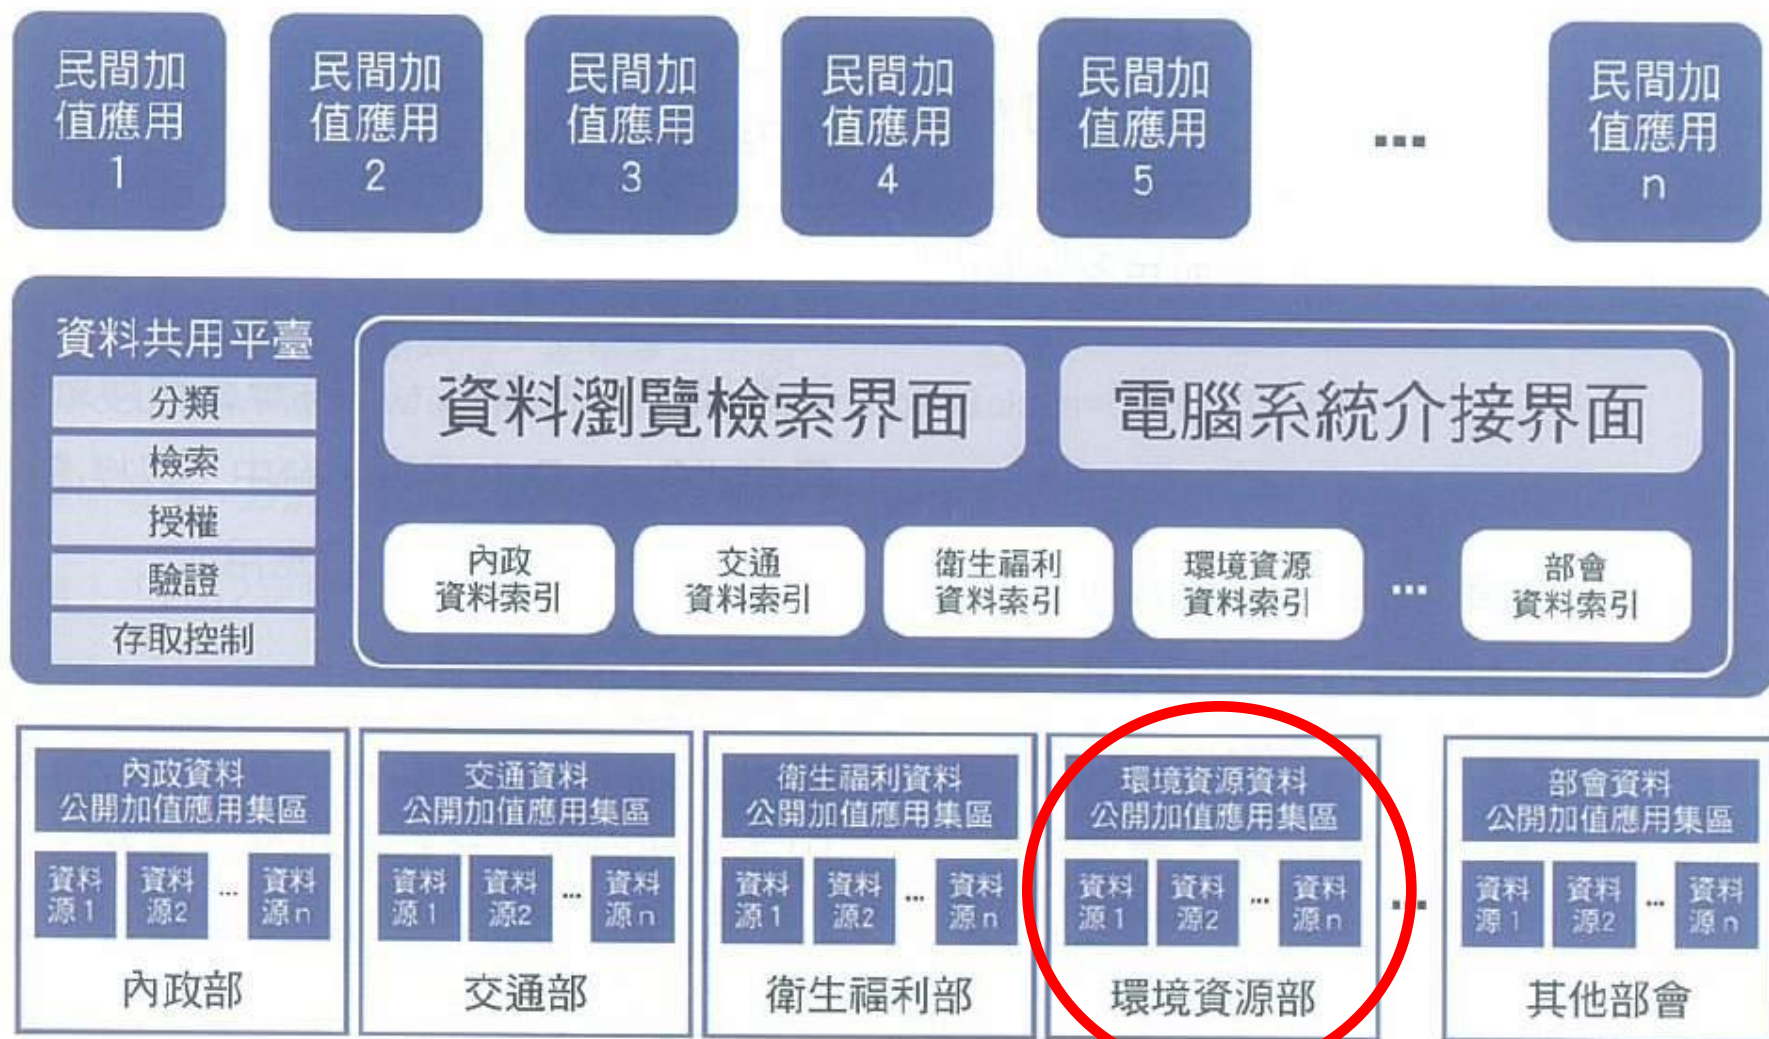 民間加
值應用
1
民間加
值應用
2
民間加
值應用
3
民間加
值應用
4
民間加
值應用
5
...
民間加
值應用
n
資料共用平臺
分類
檢索
授權
驗證
存取控制
資料瀏覽檢索界面
電腦系統介接界面
內政
資料索引
交通
資料索引
衛生福利
資料索引
環境資源
資料索引
...
部會
資料索引
內政資料
公開加值應用集區
資料
源1
資料
源2
...
資料
源n
內政部
交通資料
公開加值應用集區
資料
源1
資料
源2
...
資料
源n
交通部
衛生福利資料
公開加值應用集區
資料
源1
資料
源2
...
資料
源n
衛生福利部
環境資源資料
公開加值應用集區
資料
源1
資料
源2
...
資料
源n
環境資源部
...
部會資料
公開加值應用集區
資料
源1
資料
源2
...
資料
源n
其他部會